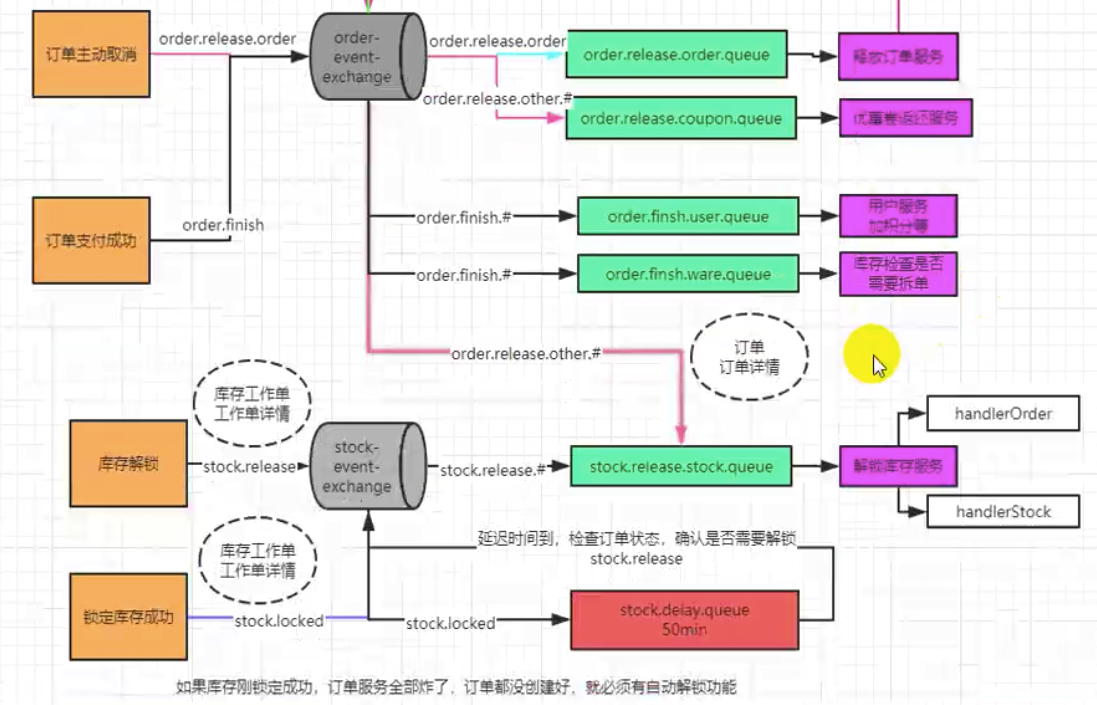 订单主动取消
order.release.order
order-
event-
exchange
order.release.order
order.release.order.queue
释放订单服务
order.release.other.#
order.release.coupon.queue
优惠卷返还服务
订单支付成功
order.finish
order.finish.#
order.finsh.user.queue
用户服务
加积分等
order.finish.#
order.finsh.ware.queue
库存检查是否
需要拆单
order.release.other.#
订单
订单详情
库存工作单
工作单详情
库存解锁
stock.release
stock-
event-
exchange
stock.release.#
stock.release.stock.queue
解锁库存服务
handlerOrder
handlerStock
库存工作单
工作单详情
延迟时间到，检查订单状态，确认是否需要解锁
stock.release
锁定库存成功
stock.locked
stock.locked
stock.delay.queue
50min
如果库存刚锁定成功，订单服务全部炸了，订单都没创建好，就必须有自动解锁功能